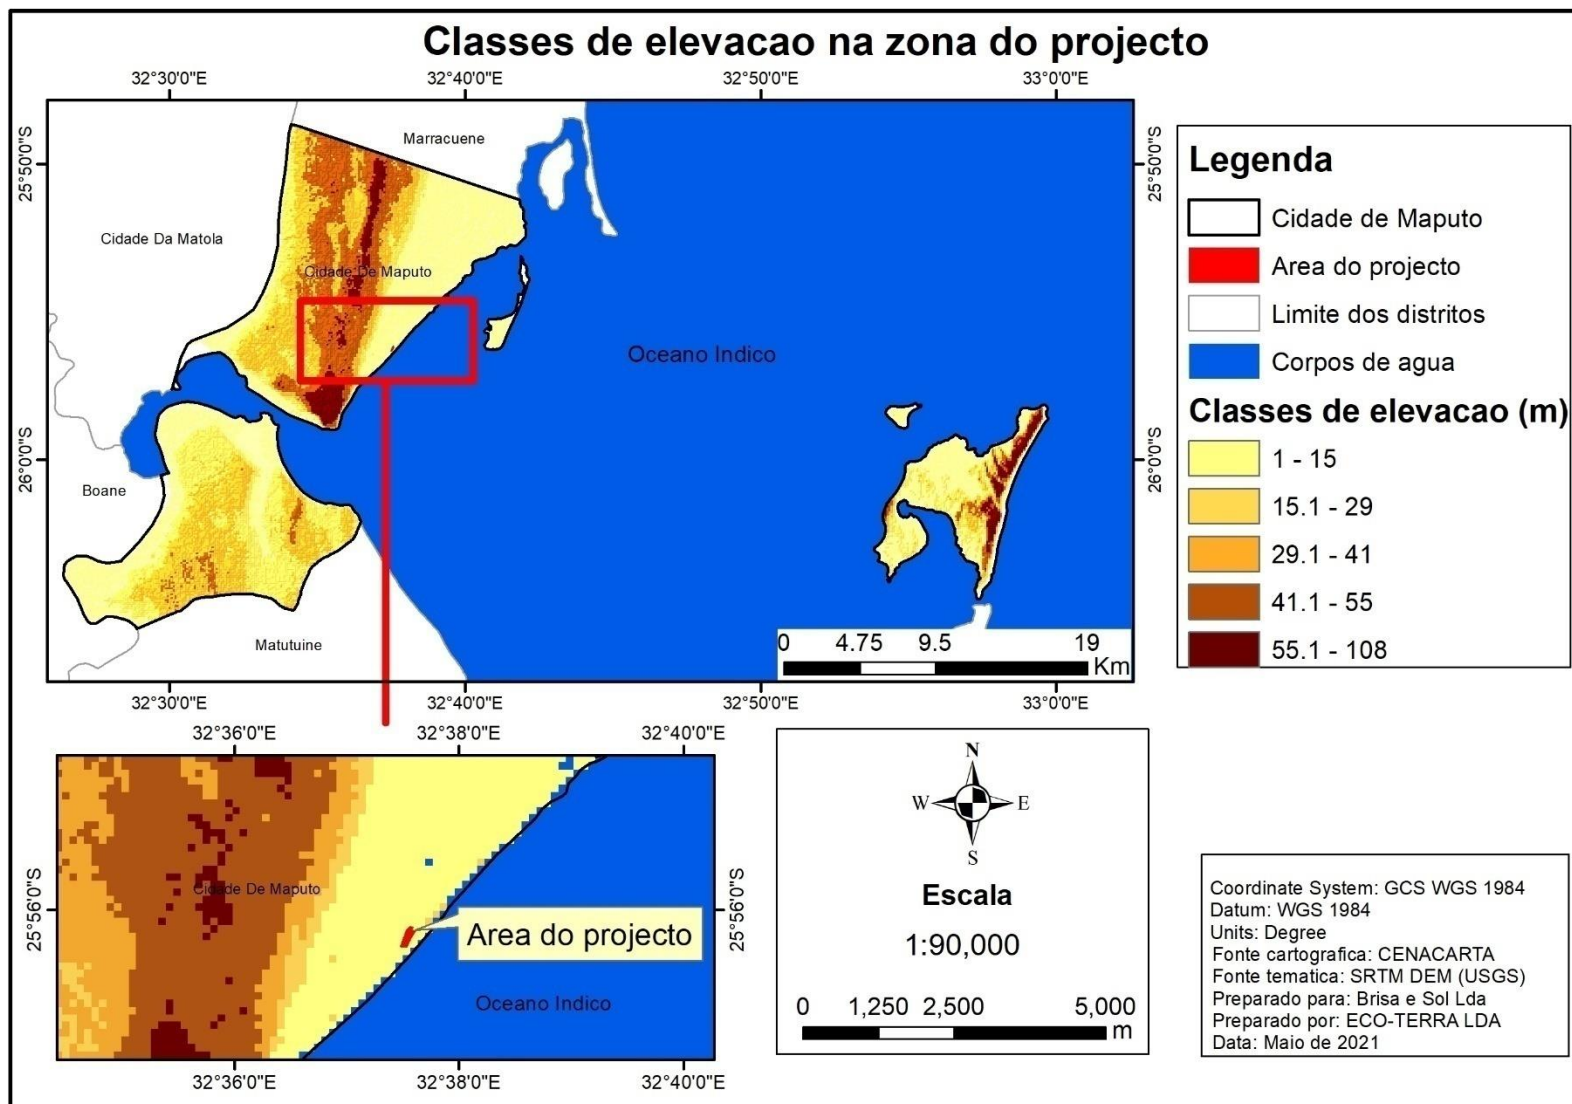 Classes de elevacao na zona do projecto
32°30'0"E 32°40'0"E 32°50'0"E 33°0'0"E
Marracuene
25°50'0"S 25°50'0"S
Cidade Da Matola
Cidade De Maputo
Oceano Indico
26°0'0"S 26°0'0"S
Boane
Matutuine
0 4.75 9.5 19
Km
32°30'0"E 32°40'0"E 32°50'0"E 33°0'0"E
Legenda
Cidade de Maputo
Area do projecto
Limite dos distritos
Corpos de agua
Classes de elevacao (m)
1 - 15
15.1 - 29
29.1 - 41
41.1 - 55
55.1 - 108
32°36'0"E 32°38'0"E 32°40'0"E
Cidade De Maputo
25°56'0"S 25°56'0"S
Area do projecto
Oceano Indico
32°36'0"E 32°38'0"E 32°40'0"E
N
W E
S
Escala
1:90,000
0 1,250 2,500 5,000
m
Coordinate System: GCS WGS 1984
Datum: WGS 1984
Units: Degree
Fonte cartografica: CENACARTA
Fonte tematica: SRTM DEM (USGS)
Preparado para: Brisa e Sol Lda
Preparado por: ECO-TERRA LDA
Data: Maio de 2021